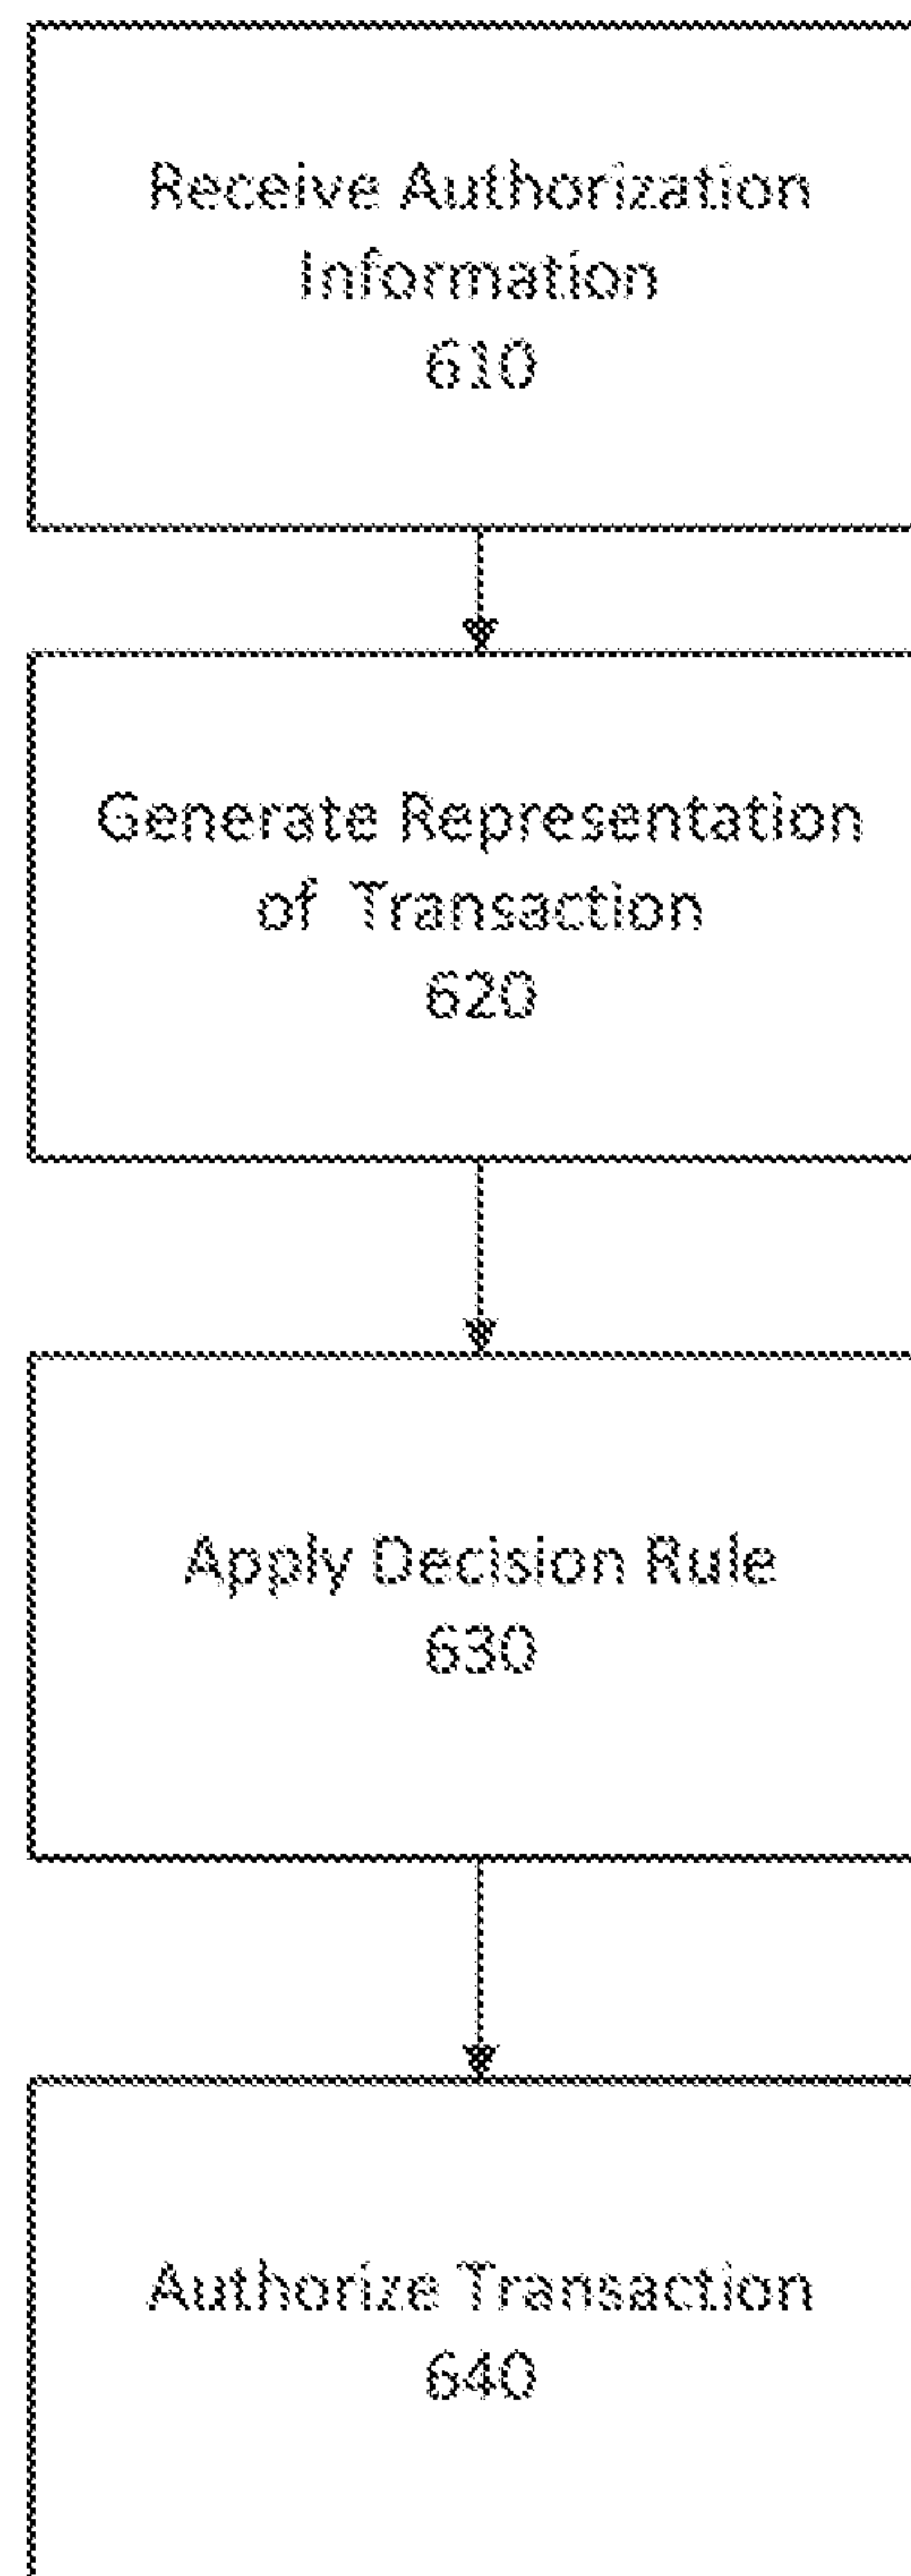 Receive Authorization
Information
610
Generate Representation
of Transaction
620
Apply Decision Rule
630
Authorize Transaction
640